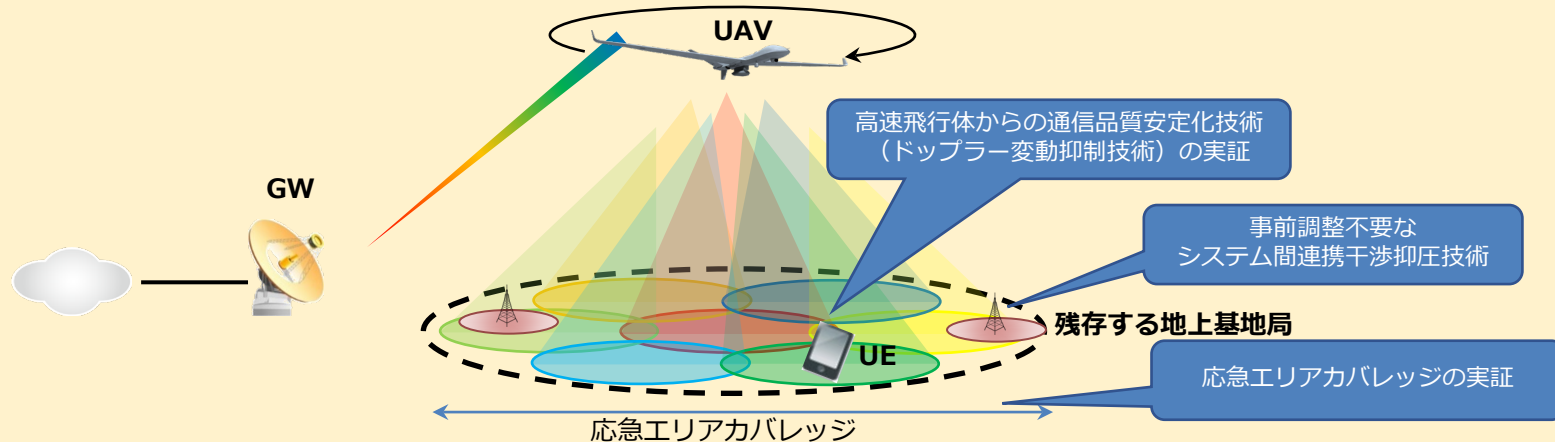 UAV
高速飛行体からの通信品質安定化技術
（ドップラー変動抑制技術）の実証
GW
事前調整不要な
システム間連携干渉抑圧技術
残存する地上基地局
UE
応急エリアカバレッジの実証
応急エリアカバレッジ